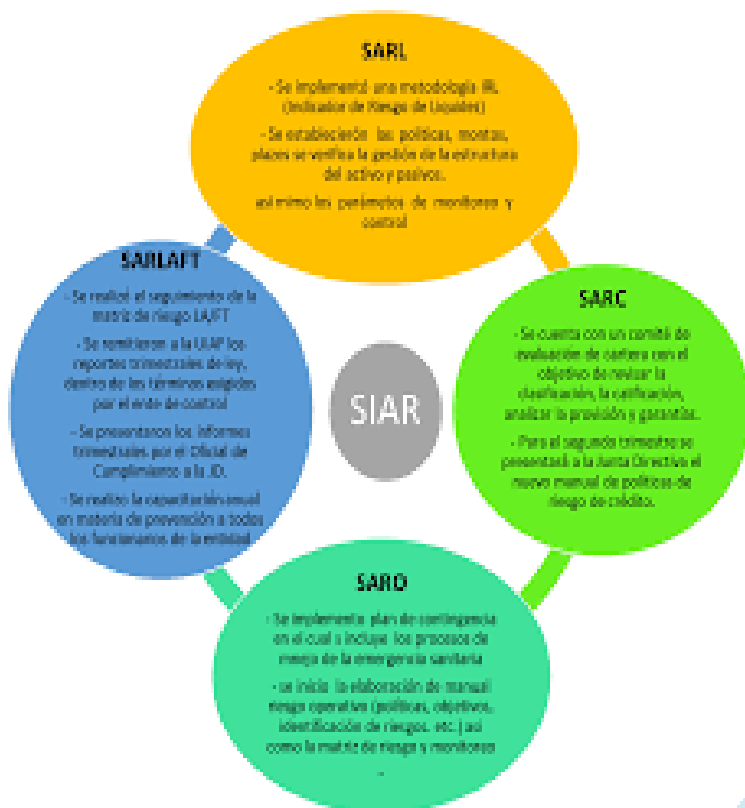 SARL
- Se implementó una metodología IRL
(Indicador de Riesgo de Liquides)
- Se establecierón las políticas, montos,
plazos se verifica la gestión de la estructura
del activo y pasivos.
así mimo los parámetros de monitoreo y
control
SARLAFT
- Se realizó el seguimiento de la
matriz de riesgo LA/FT
- Se remitieron a la UIAF los
reportes trimestrales de ley,
dentro de los términos exigidos
por el ente de control
- Se presentaron los informes
trimestrales por el Oficial de
Cumplimiento a la JD.
- Se realizo la capacitación anual
en materia de prevención a todos
los funcionarios de la entidad
SIAR
SARC
- Se cuenta con un comité de
evaluación de cartera con el
objetivo de revisar la
clasificación, la calificación,
analizar la provisión y garantías.
- Para el segundo trimestre se
presentará a la Junta Directiva el
nuevo manual de políticas de
riesgo de crédito.
SARO
- Se implemento plan de contingencia
en el cual s incluye los procesos de
manejo de la emergencia sanitaria
- se inicio la elaboración de manual
riesgo operativo (políticas, objetivos,
identificación de riesgos. etc.) así
como la matriz de riesgo y monitoreo
-